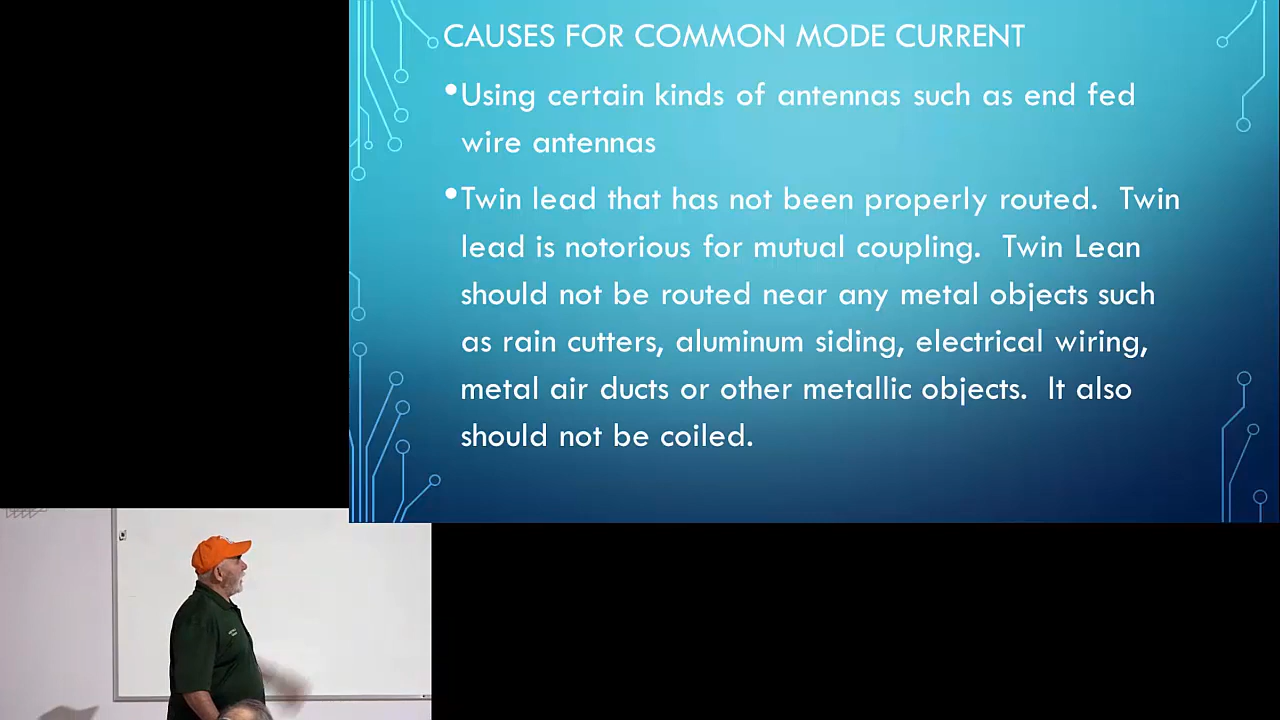 CAUSES FOR COMMON MODE CURRENT
•Using certain kinds of antennas such as end fed
wire antennas
•Twin lead that has not been properly routed.  Twin
lead is notorious for mutual coupling.  Twin Lean
should not be routed near any metal objects such
as rain cutters, aluminum siding, electrical wiring,
metal air ducts or other metallic objects.  It also
should not be coiled.